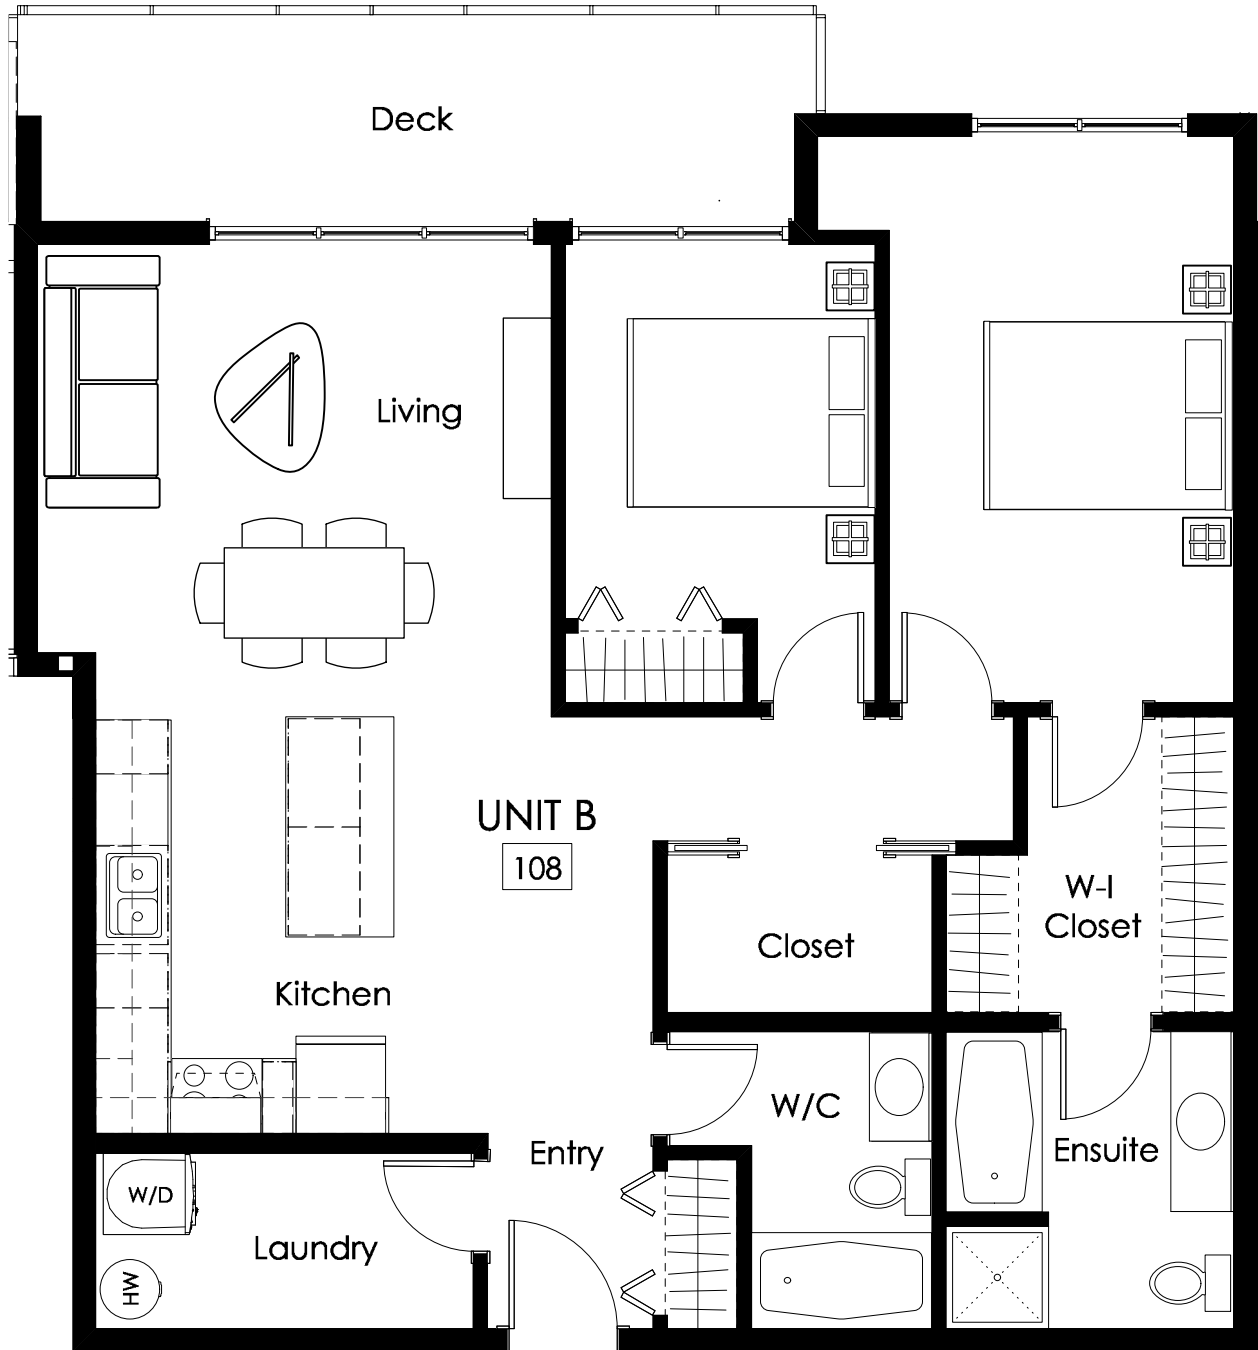 Deck
Living
UNIT B
108
W-I
Closet
Closet
Kitchen
W/C
Entry
Ensuite
W/D
Laundry
HW